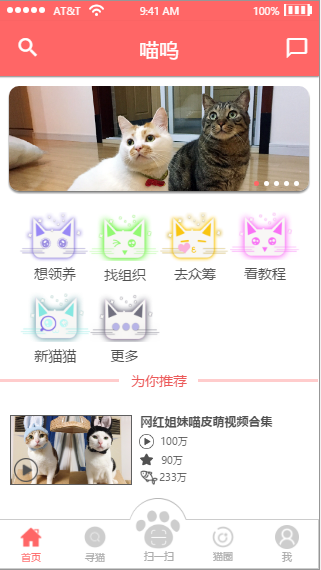 AT&T 9:41 AM 100%
喵呜
想领养 找组织 去众筹 看教程
新猫猫 更多
为你推荐
网红姐妹喵皮萌视频合集
100万
90万
233万
首页 寻猫 扫一扫 猫圈 我